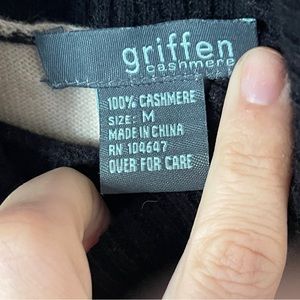 griffen
cashmere
100% CASHMERE
SIZE: M
MADE IN CHINA
RN 104647
OVER FOR CARE